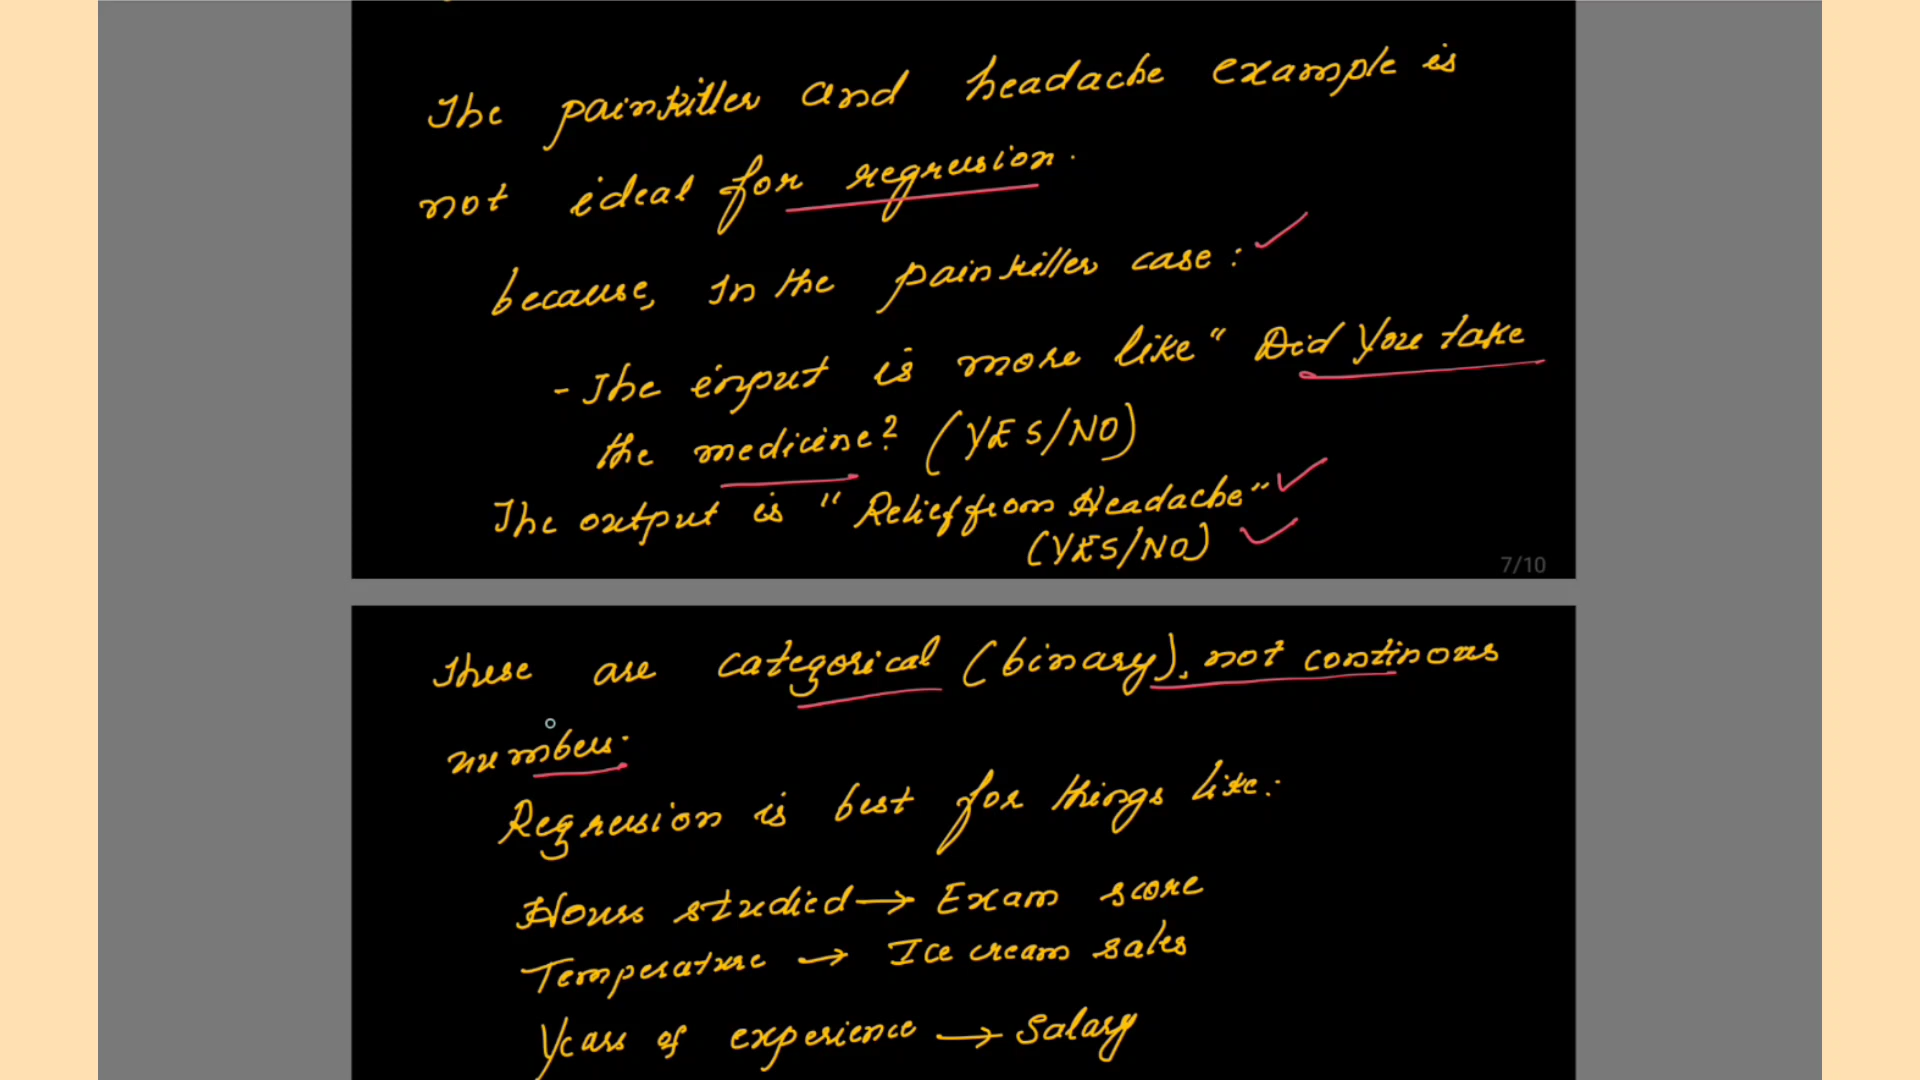 The painkiller and headache example is
not ideal for regression.
because, In the painkiller case:
- The input is more like "Did You take
the medicine? (YES/NO)
The output is "Relief from Headache"
(YES/NO)
7/10
These are categorical (binary), not continous
numbers.
Regression is best for things like:
Hours studied → Exam score
Temperature → Ice cream sales
Years of experience → Salary